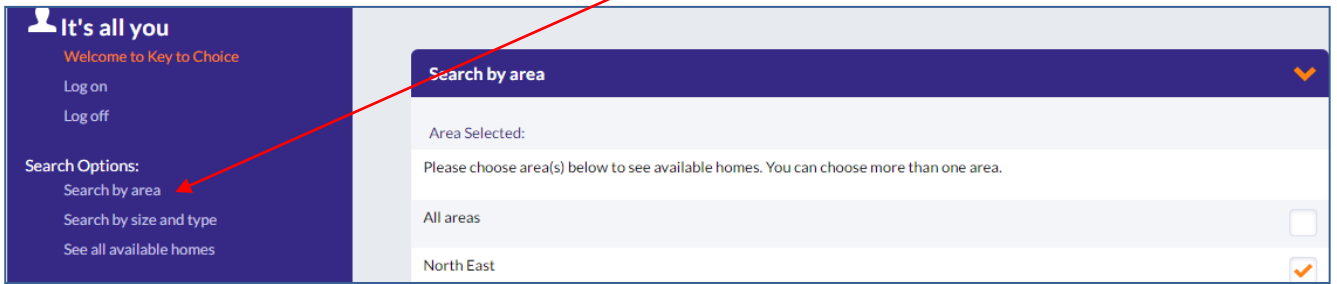 It's all you
Welcome to Key to Choice
Log on
Log off
Search Options:
Search by area
Search by size and type
See all available homes
Search by area
Area Selected:
Please choose area(s) below to see available homes. You can choose more than one area.
All areas
North East